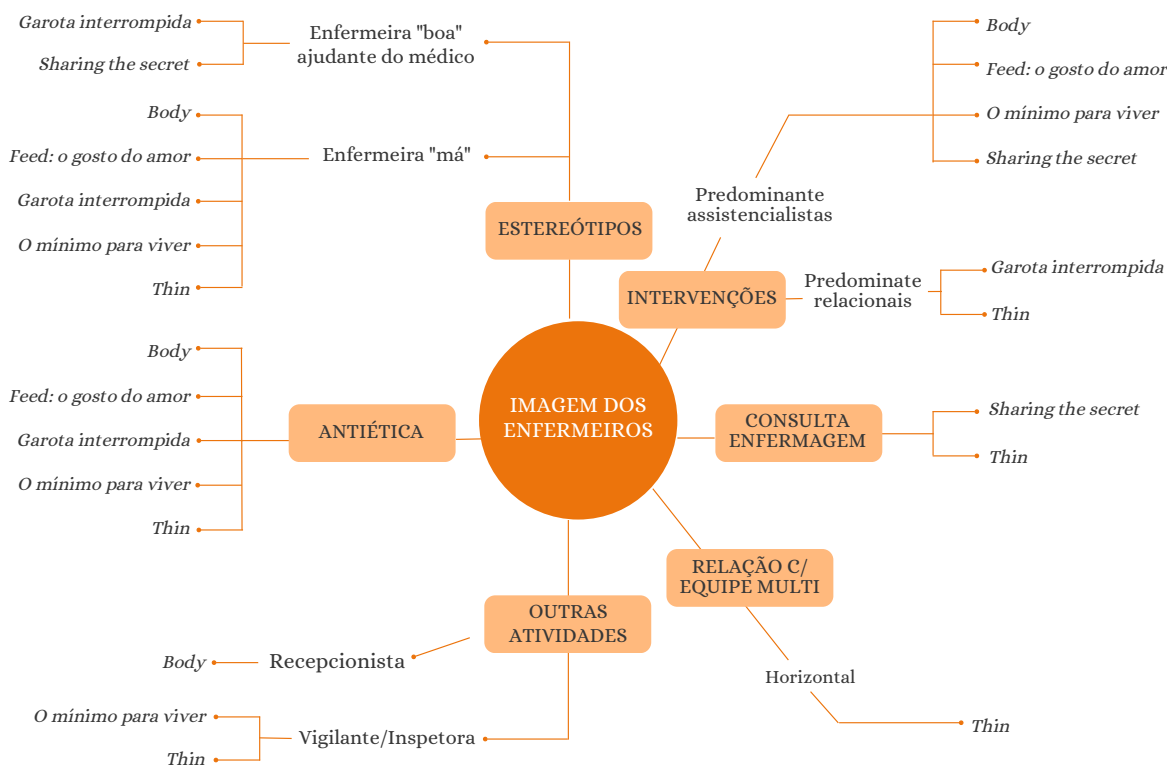 Garota interrompida
Sharing the secret
Enfermeira "boa"
ajudante do médico
Body
Feed: o gosto do amor
Garota interrompida
O mínimo para viver
Thin
Enfermeira "má"
ESTEREÓTIPOS
Body
Feed: o gosto do amor
O mínimo para viver
Sharing the secret
Predominante
assistencialistas
INTERVENÇÕES
Predominate
relacionais
Garota interrompida
Thin
IMAGEM DOS
ENFERMEIROS
Body
Feed: o gosto do amor
Garota interrompida
O mínimo para viver
Thin
ANTIÉTICA
CONSULTA
ENFERMAGEM
Sharing the secret
Thin
RELAÇÃO C/
EQUIPE MULTI
Horizontal
Thin
OUTRAS
ATIVIDADES
Body
Recepcionista
O mínimo para viver
Thin
Vigilante/Inspetora